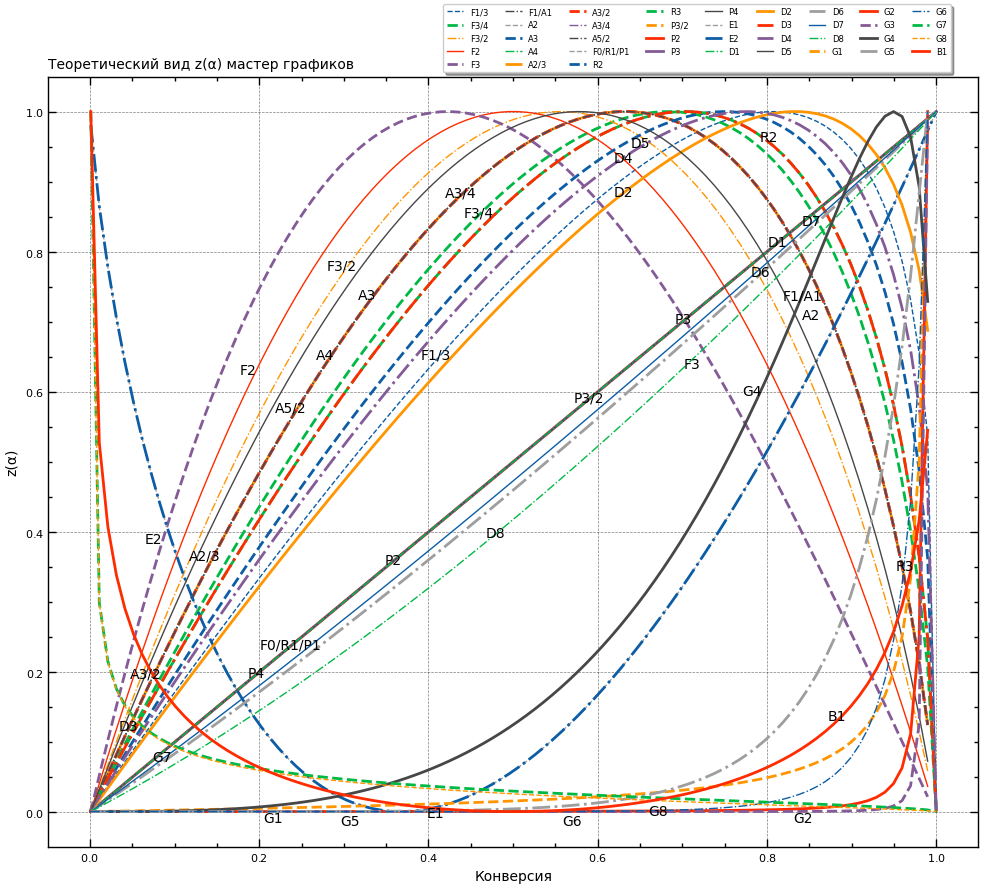 F1/3 F1/A1 A3/2 R3 P4 D2 D6 G2 G6
F3/4 A2 A3/4 P3/2 E1 D3 D7 G3 G7
F3/2 A3 A5/2 P2 E2 D4 D8 G4 G8
F2 A4 F0/R1/P1 P3 D1 D5 G1 G5 B1
F3 A2/3 R2
Теоретический вид z(α) мастер графиков
1.0
0.8
0.6
0.4
0.2
0.0
z(α)
R2
D5
D4
A3/4
D2
F3/4
D7
D1
F3/2
D6
A3
F1/A1
A2
P3
A4
F1/3
F3
F2
G4
P3/2
A5/2
D8
E2
A2/3
P2
R3
F0/R1/P1
A3/2
P4
B1
G7
G8
E1
G1
G5
G6
G2
0.0 0.2 0.4 0.6 0.8 1.0
Конверсия